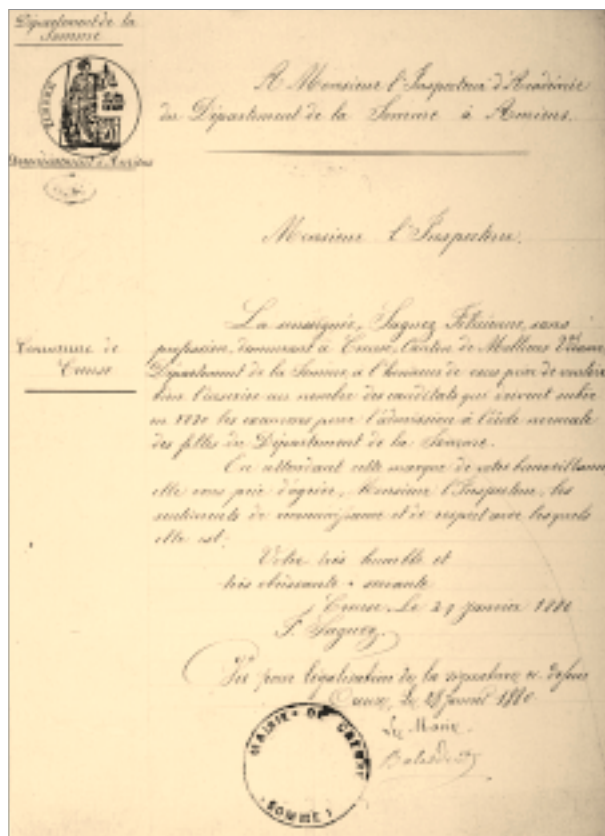 Département de la
Somme
A Monsieur l'Inspecteur d'Académie
du Département de la Somme à Amiens.
TIMBRE
Arrondissement d'Amiens
Monsieur l'Inspecteur.
Commune de
Creuse
La soussignée, Saguez Félicienne, sans
profession, demeurant à Creuse, Canton de Molliens Vidame,
Département de la Somme, a l'honneur de vous prier de vouloir
bien l'inscrire au nombre des candidats qui doivent subir
en 1880 les examens pour l'admission à l'école normale
des filles du Département de la Somme.
En attendant cette marque de votre bienveillance
elle vous prie d'agréer, Monsieur l'Inspecteur, les
sentiments de reconnaissance et de respect avec lesquels
elle est:
Votre très humble et
très obéissante servante
Creuse, Le janvier 1880
F. Saguez
Vu pour légalisation de la signature ci-dessus
Creuse, le 28 janvier 1880
Le Maire.
MAIRIE DE CREUSE
(SOMME)